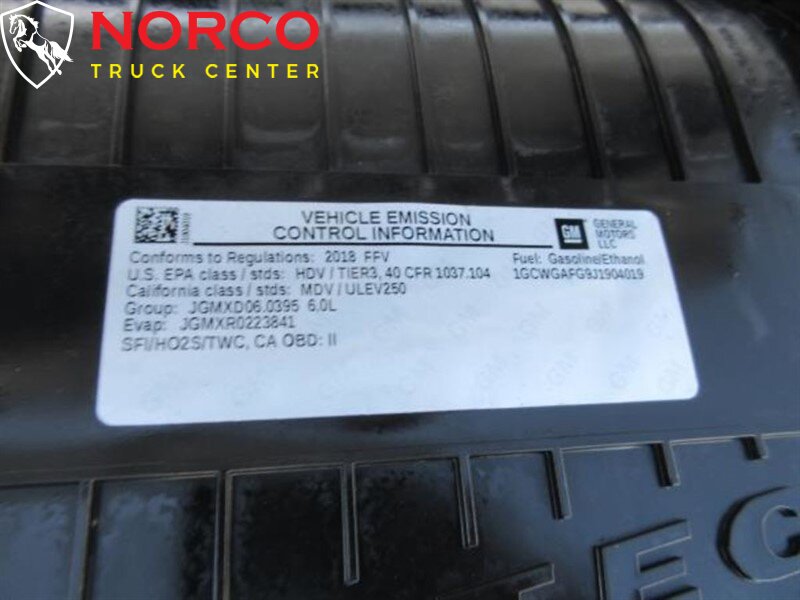 NORCO
TRUCK CENTER
VEHICLE EMISSION
CONTROL INFORMATION
GM
GENERAL
MOTORS
LLC
Conforms to Regulations: 2018 FFV
Fuel: Gasoline/Ethanol
U.S. EPA class / stds: HDV / TIER3, 40 CFR 1037.104
1GCWGAFG9J1904019
California class / stds: MDV / ULEV250
Group: JGMXD06.0395 6.0L
Evap: JGMXR0223841
SFI/HO2S/TWC, CA OBD: II
TEC